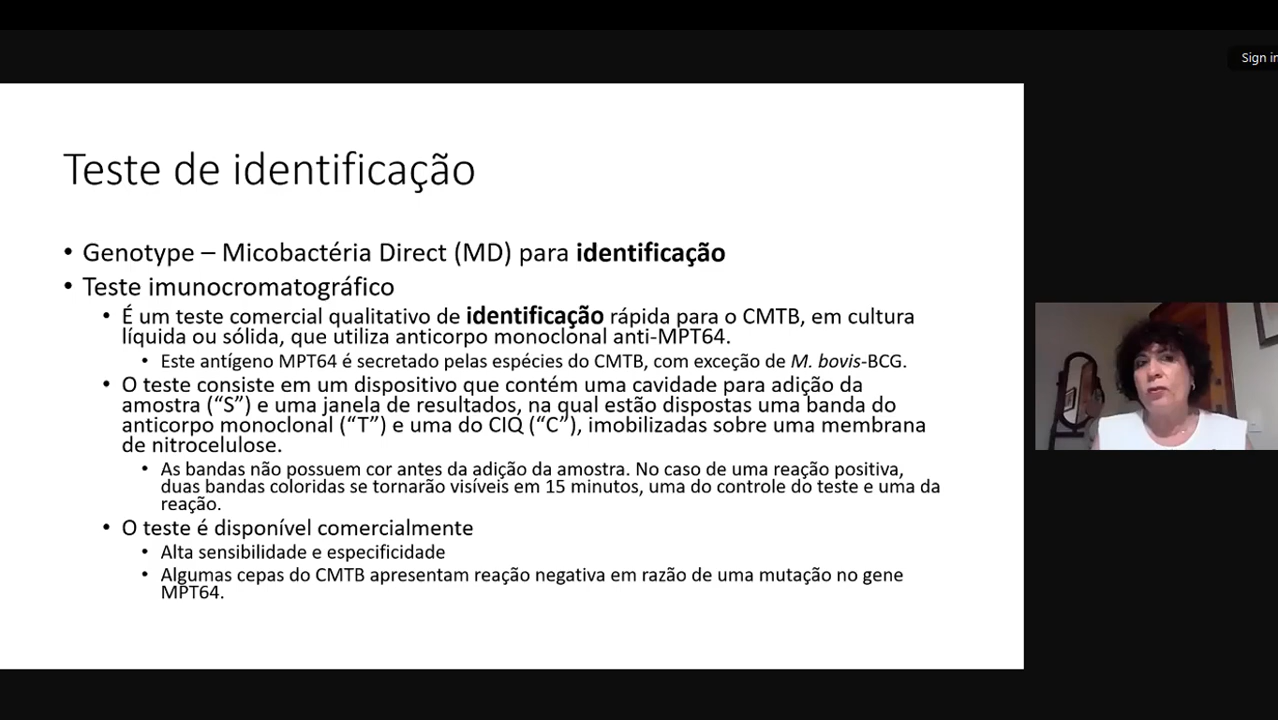 Sign in
Teste de identificação
• Genotype – Micobactéria Direct (MD) para identificação
• Teste imunocromatográfico
• É um teste comercial qualitativo de identificação rápida para o CMTB, em cultura
líquida ou sólida, que utiliza anticorpo monoclonal anti-MPT64.
• Este antígeno MPT64 é secretado pelas espécies do CMTB, com exceção de M. bovis-BCG.
• O teste consiste em um dispositivo que contém uma cavidade para adição da
amostra (“S”) e uma janela de resultados, na qual estão dispostas uma banda do
anticorpo monoclonal (“T”) e uma do CIQ (“C”), imobilizadas sobre uma membrana
de nitrocelulose.
• As bandas não possuem cor antes da adição da amostra. No caso de uma reação positiva,
duas bandas coloridas se tornarão visíveis em 15 minutos, uma do controle do teste e uma da
reação.
• O teste é disponível comercialmente
• Alta sensibilidade e especificidade
• Algumas cepas do CMTB apresentam reação negativa em razão de uma mutação no gene
MPT64.